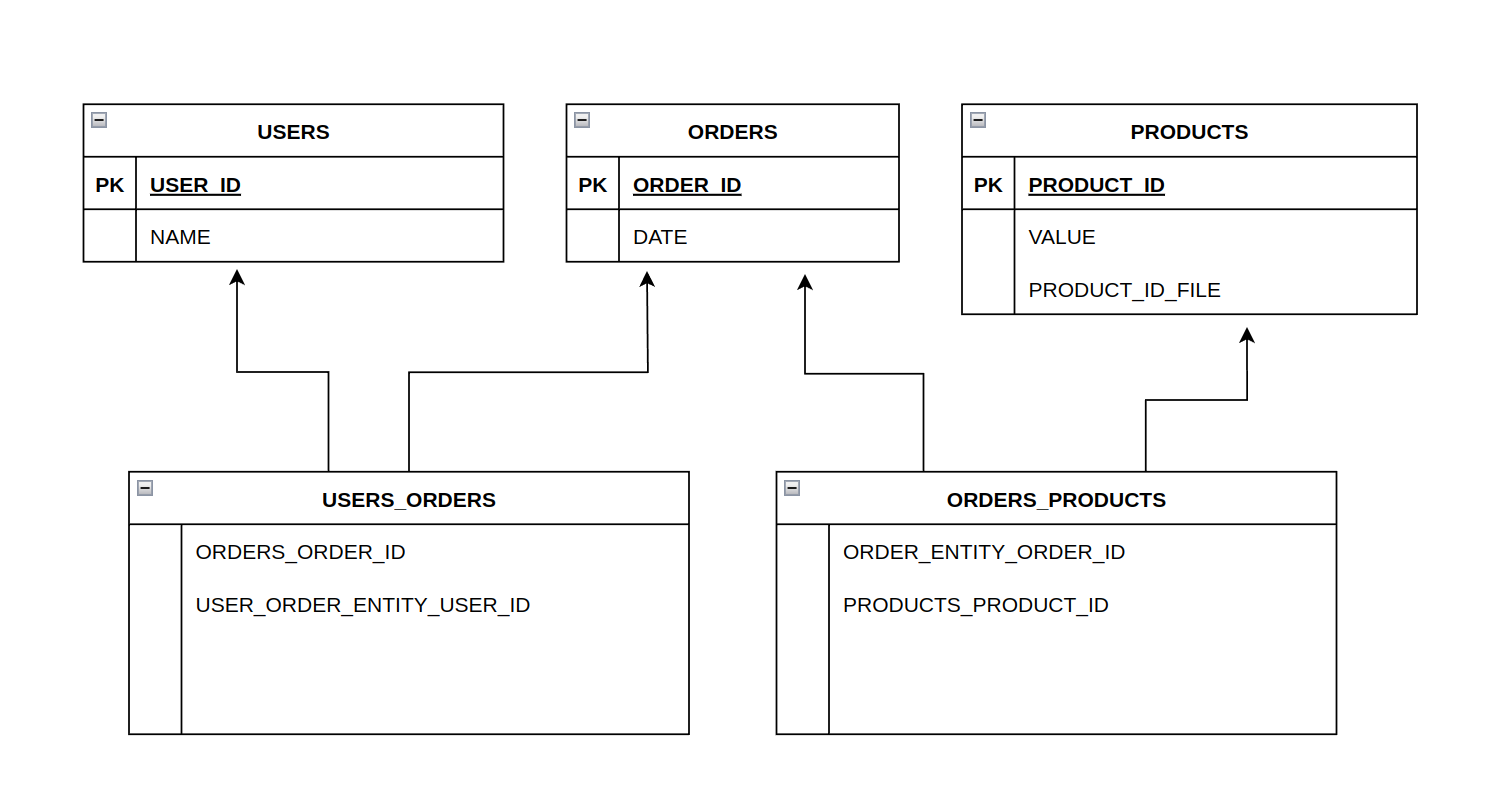 USERS
PK USER_ID
NAME
ORDERS
PK ORDER_ID
DATE
PRODUCTS
PK PRODUCT_ID
VALUE
PRODUCT_ID_FILE
USERS_ORDERS
ORDERS_ORDER_ID
USER_ORDER_ENTITY_USER_ID
ORDERS_PRODUCTS
ORDER_ENTITY_ORDER_ID
PRODUCTS_PRODUCT_ID